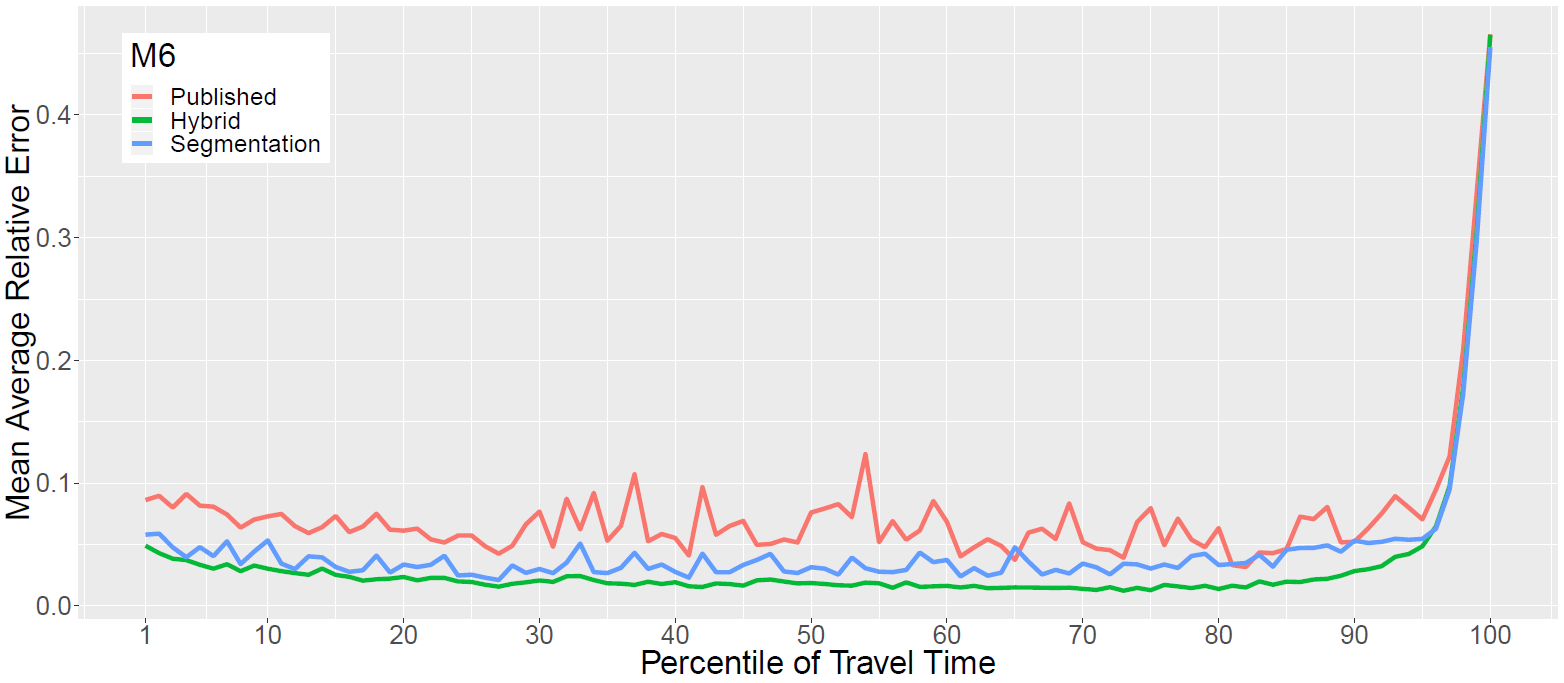 M6
Published
Hybrid
Segmentation
Mean Average Relative Error
0.4
0.3
0.2
0.1
0.0
1 10 20 30 40 50 60 70 80 90 100
Percentile of Travel Time